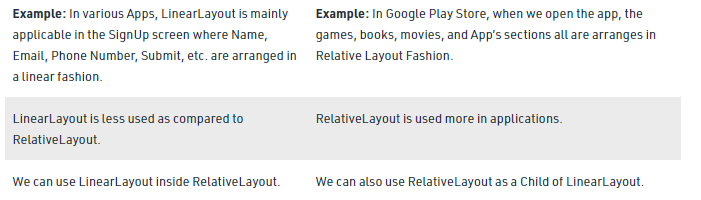 Example: In various Apps, LinearLayout is mainly
applicable in the SignUp screen where Name,
Email, Phone Number, Submit, etc. are arranged in
a linear fashion.
Example: In Google Play Store, when we open the app, the
games, books, movies, and App's sections all are arranges in
Relative Layout Fashion.
LinearLayout is less used as compared to
RelativeLayout.
RelativeLayout is used more in applications.
We can use LinearLayout inside RelativeLayout.
We can also use RelativeLayout as a Child of LinearLayout.